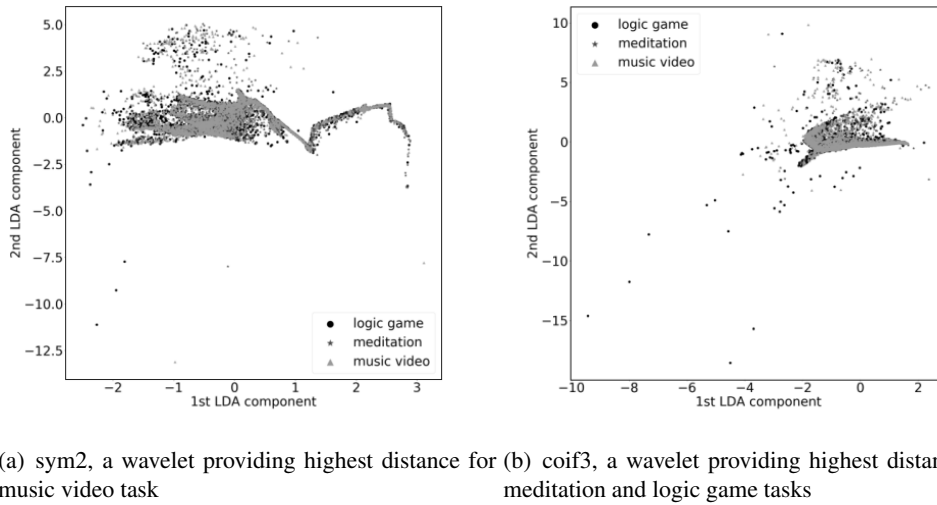 5.0
2.5
0.0
−2.5
−5.0
−7.5
−10.0
−12.5
2nd LDA component
logic game
meditation
music video
−2 −1 0 1 2 3
1st LDA component
10
5
0
−5
−10
−15
2nd LDA component
logic game
meditation
music video
−10 −8 −6 −4 −2 0 2
1st LDA component
(a) sym2, a wavelet providing highest distance for
music video task
(b) coif3, a wavelet providing highest distan
meditation and logic game tasks